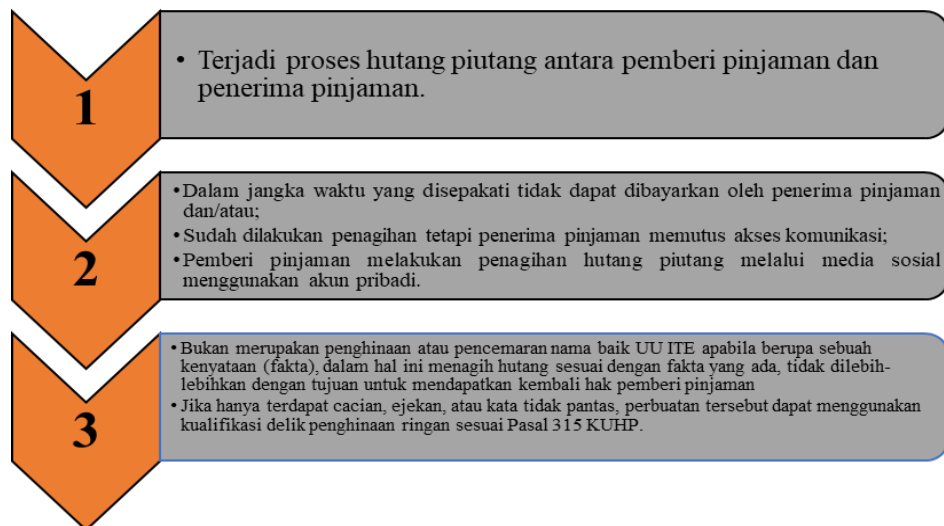 1
• Terjadi proses hutang piutang antara pemberi pinjaman dan
penerima pinjaman.
2
•Dalam jangka waktu yang disepakati tidak dapat dibayarkan oleh penerima pinjaman
dan/atau;
•Sudah dilakukan penagihan tetapi penerima pinjaman memutus akses komunikasi;
•Pemberi pinjaman melakukan penagihan hutang piutang melalui media sosial
menggunakan akun pribadi.
3
• Bukan merupakan penghinaan atau pencemaran nama baik UU ITE apabila berupa sebuah
kenyataan (fakta), dalam hal ini menagih hutang sesuai dengan fakta yang ada, tidak dilebih-
lebihkan dengan tujuan untuk mendapatkan kembali hak pemberi pinjaman
• Jika hanya terdapat cacian, ejekan, atau kata tidak pantas, perbuatan tersebut dapat menggunakan
kualifikasi delik penghinaan ringan sesuai Pasal 315 KUHP.